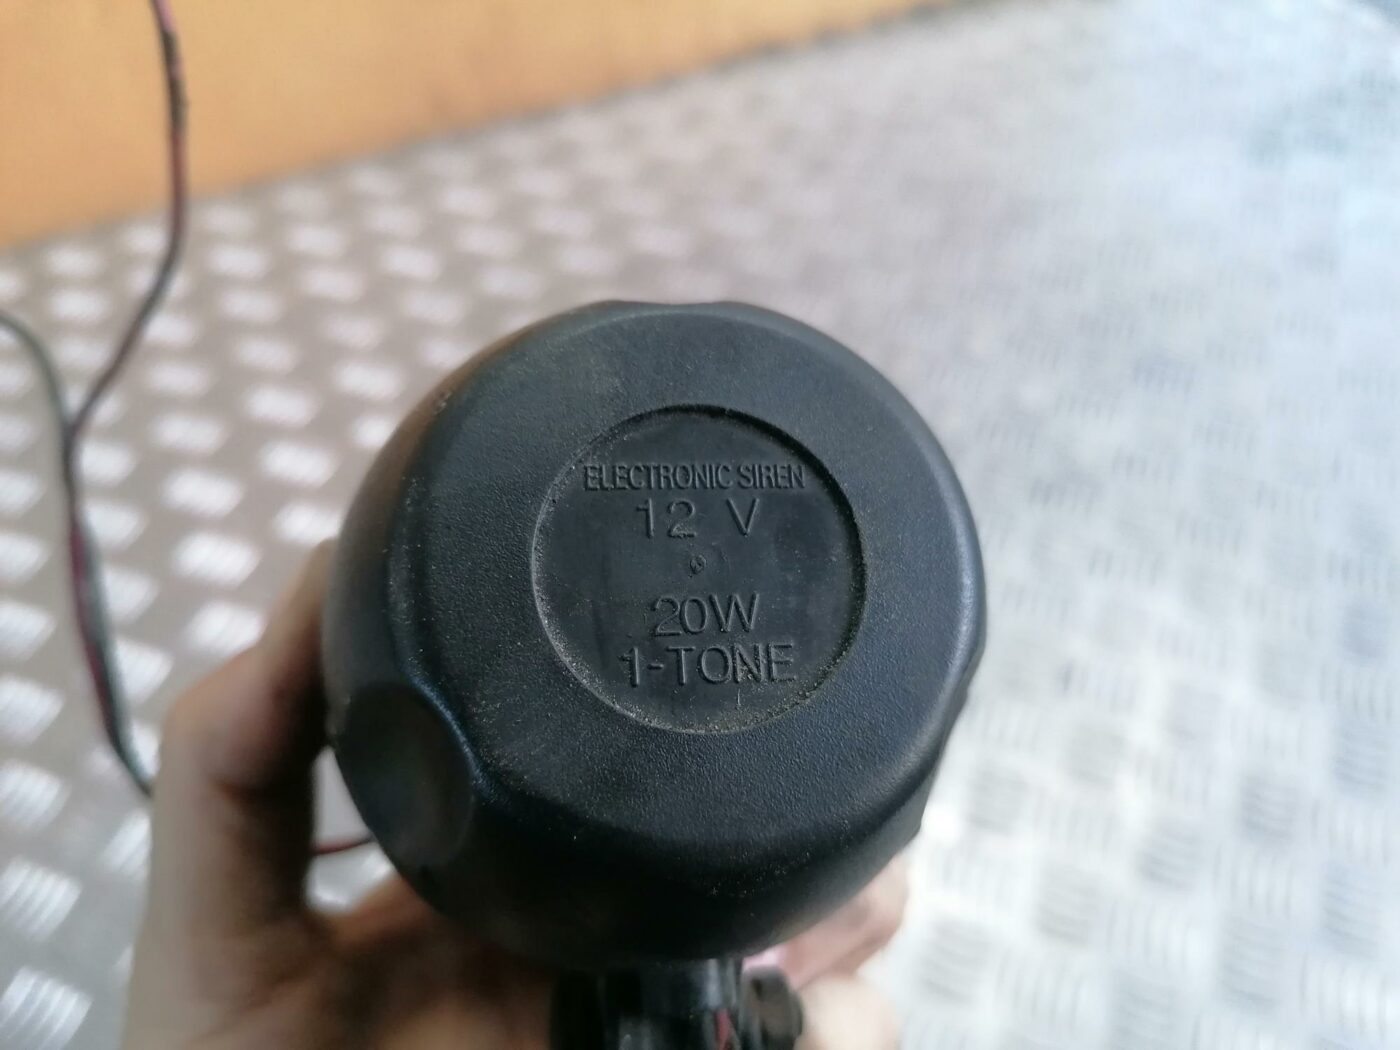 ELECTRONIC SIREN
12 V
20W
1-TONE